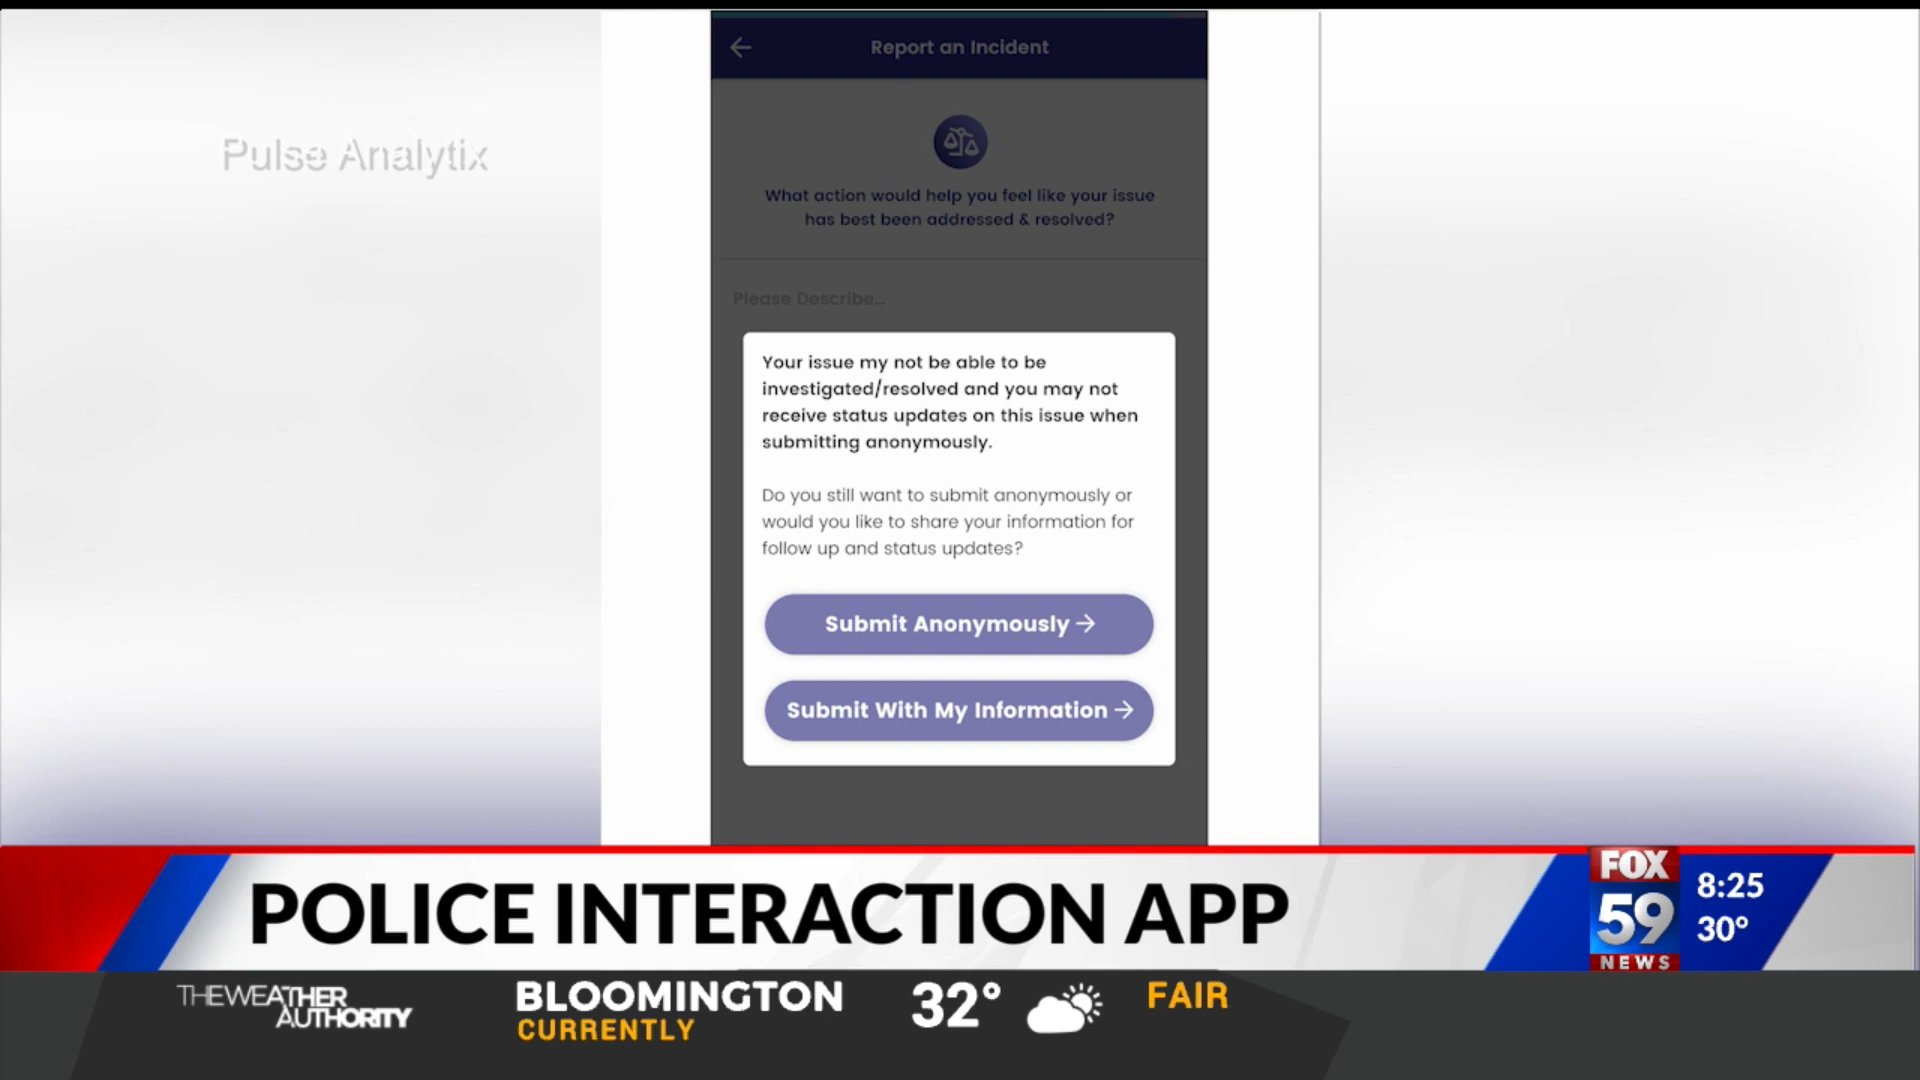 Report an Incident
Pulse Analytix
What action would help you feel like your issue
has best been addressed & resolved?
Please Describe...
Your issue my not be able to be
investigated/resolved and you may not
receive status updates on this issue when
submitting anonymously.
Do you still want to submit anonymously or
would you like to share your information for
follow up and status updates?
Submit Anonymously →
Submit With My Information →
POLICE INTERACTION APP
FOX
59
NEWS
8:25
30°
THEWEATHER
AUTHORITY
BLOOMINGTON
CURRENTLY
32°
FAIR